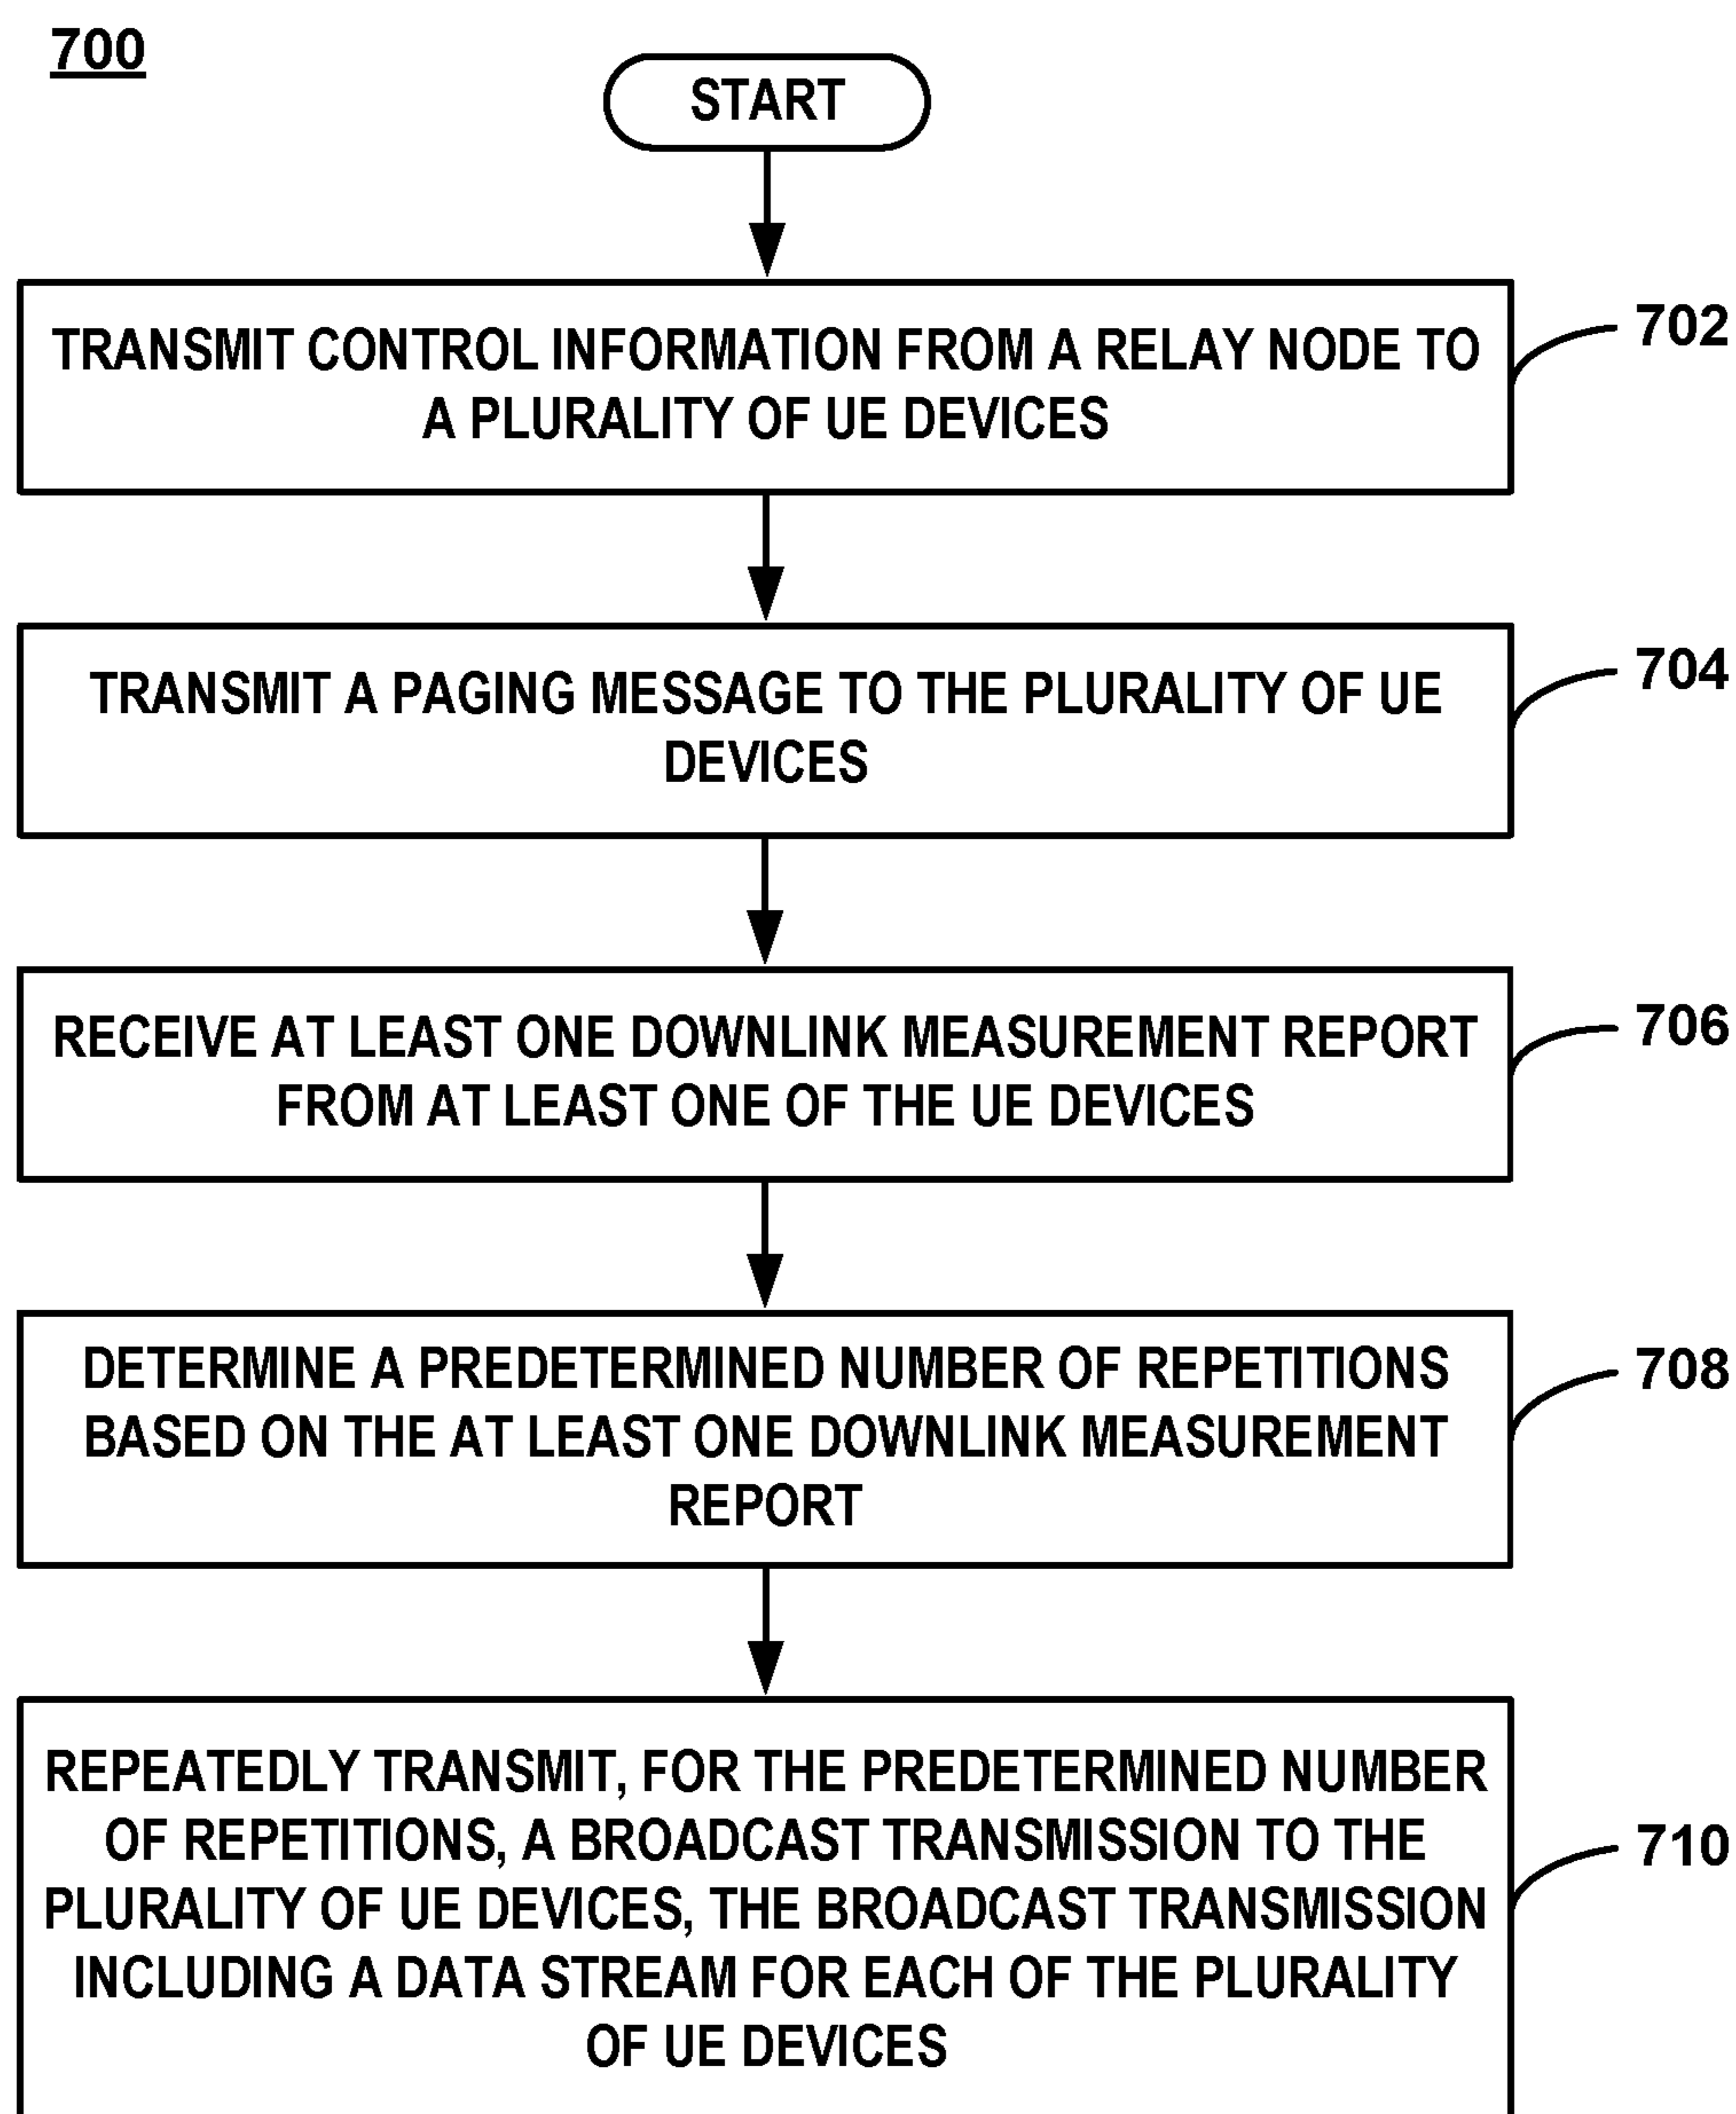 700
START
TRANSMIT CONTROL INFORMATION FROM A RELAY NODE TO
A PLURALITY OF UE DEVICES
702
TRANSMIT A PAGING MESSAGE TO THE PLURALITY OF UE
DEVICES
704
RECEIVE AT LEAST ONE DOWNLINK MEASUREMENT REPORT
FROM AT LEAST ONE OF THE UE DEVICES
706
DETERMINE A PREDETERMINED NUMBER OF REPETITIONS
BASED ON THE AT LEAST ONE DOWNLINK MEASUREMENT
REPORT
708
REPEATEDLY TRANSMIT, FOR THE PREDETERMINED NUMBER
OF REPETITIONS, A BROADCAST TRANSMISSION TO THE
PLURALITY OF UE DEVICES, THE BROADCAST TRANSMISSION
INCLUDING A DATA STREAM FOR EACH OF THE PLURALITY
OF UE DEVICES
710